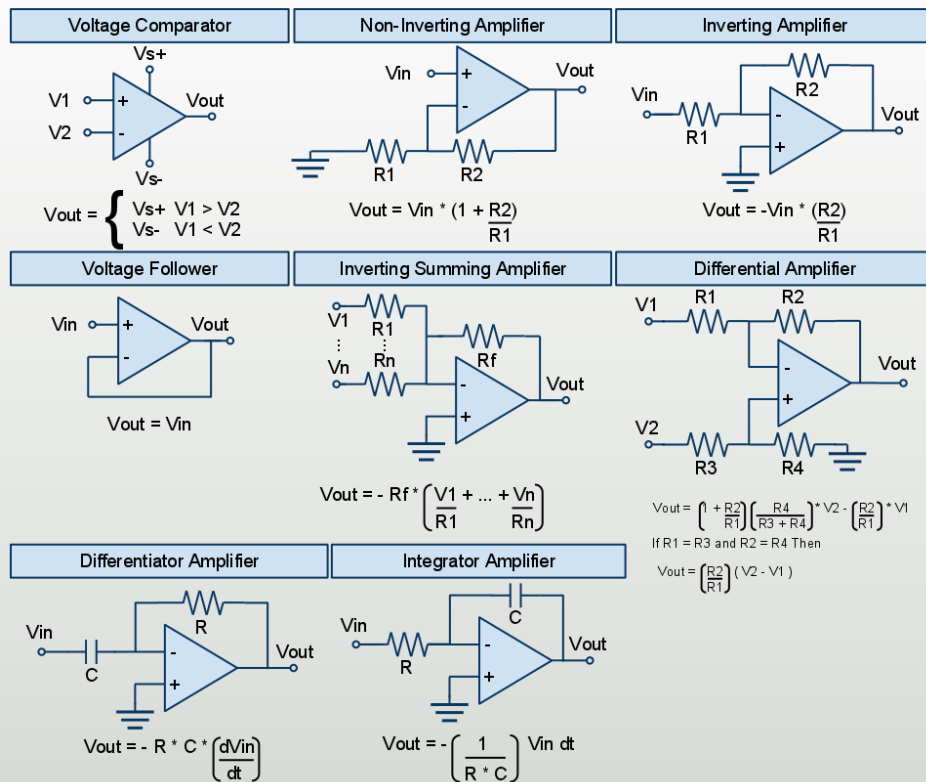 Voltage Comparator
Vs+
V1
+
Vout
V2
-
Vs-
Vout = { Vs+ V1 > V2
Vs- V1 < V2
Non-Inverting Amplifier
Vin
+
Vout
-
R1
R2
Vout = Vin * (1 + R2)
R1
Inverting Amplifier
R2
Vin
R1
-
+
Vout
Vout = -Vin * (R2)
R1
Voltage Follower
Vin
+
Vout
-
Vout = Vin
Inverting Summing Amplifier
V1
R1
...
...
Vn
Rn
Rf
-
Vout
+
Vout = - Rf * (V1 + ... + Vn)
R1 Rn
Differential Amplifier
V1
R1
R2
-
Vout
+
V2
R3
R4
Vout = (1 + R2) (R4) * V2 - (R2) * V1
R1 R3 + R4 R1
If R1 = R3 and R2 = R4 Then
Vout = (R2) ( V2 - V1 )
R1
Differentiator Amplifier
R
Vin
C
-
+
Vout
Vout = - R * C * (dVin)
dt
Integrator Amplifier
C
Vin
R
-
+
Vout
Vout = - (1) Vin dt
R * C